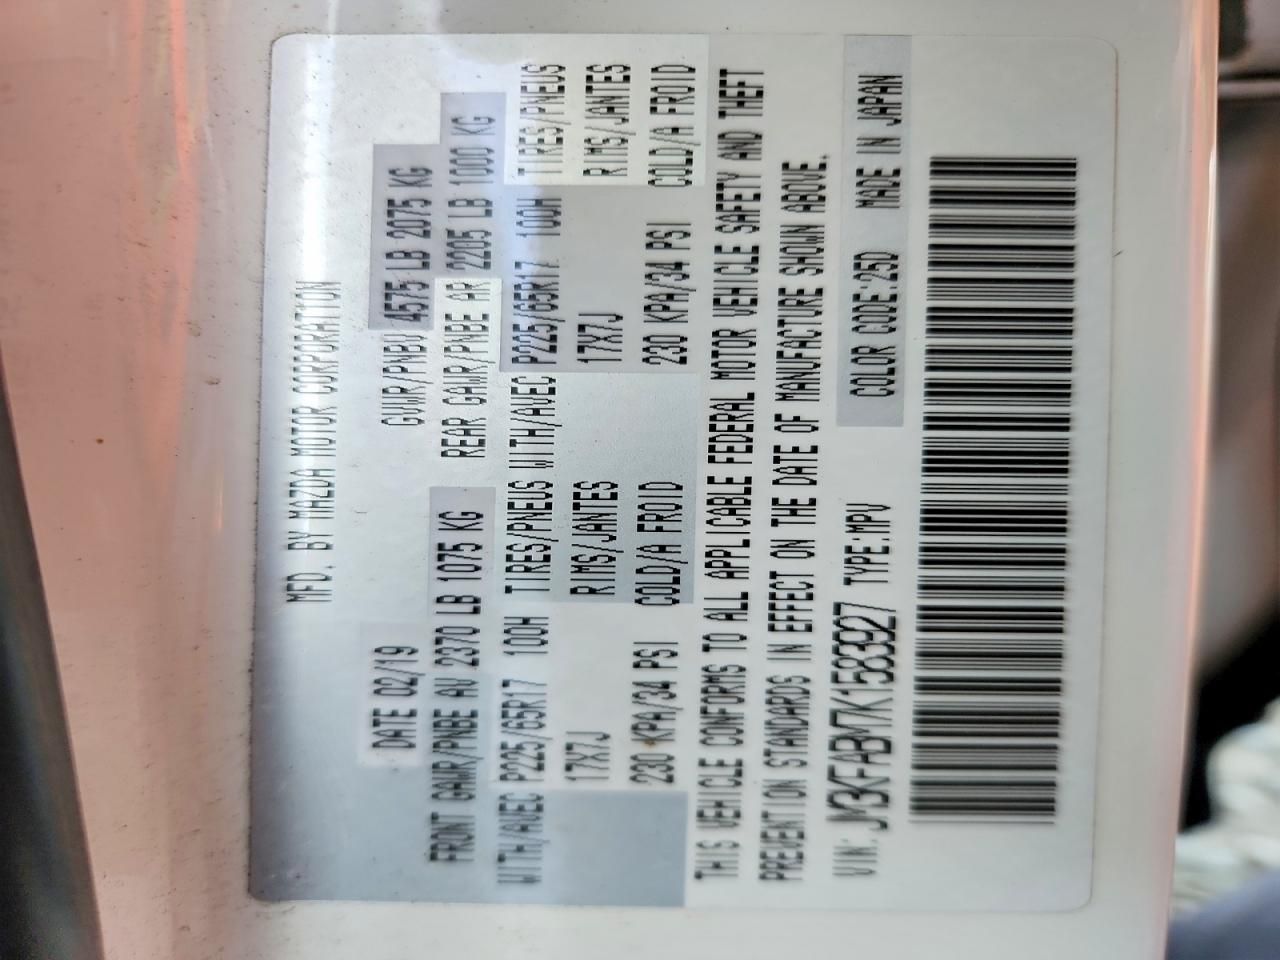 MFD. BY MAZDA MOTOR CORPORATION
DATE 02/19 GVWR/PNBV 4575 LB 2075 KG
FRONT GAWR/PNBE AV 2370 LB 1075 KG REAR GAWR/PNBE AR 2205 LB 1000 KG
WITH/AVEC P225/65R17 100H TIRES/PNEUS WITH/AVEC P225/65R17 100H TIRES/PNEUS
17X7J RIMS/JANTES 17X7J RIMS/JANTES
230 KPA/34 PSI COLD/A FROID 230 KPA/34 PSI COLD/A FROID
THIS VEHICLE CONFORMS TO ALL APPLICABLE FEDERAL MOTOR VEHICLE SAFETY AND THEFT
PREVENTION STANDARDS IN EFFECT ON THE DATE OF MANUFACTURE SHOWN ABOVE.
VIN: JM3KFABM7K1583927 TYPE:MPV COLOR CODE:25D MADE IN JAPAN